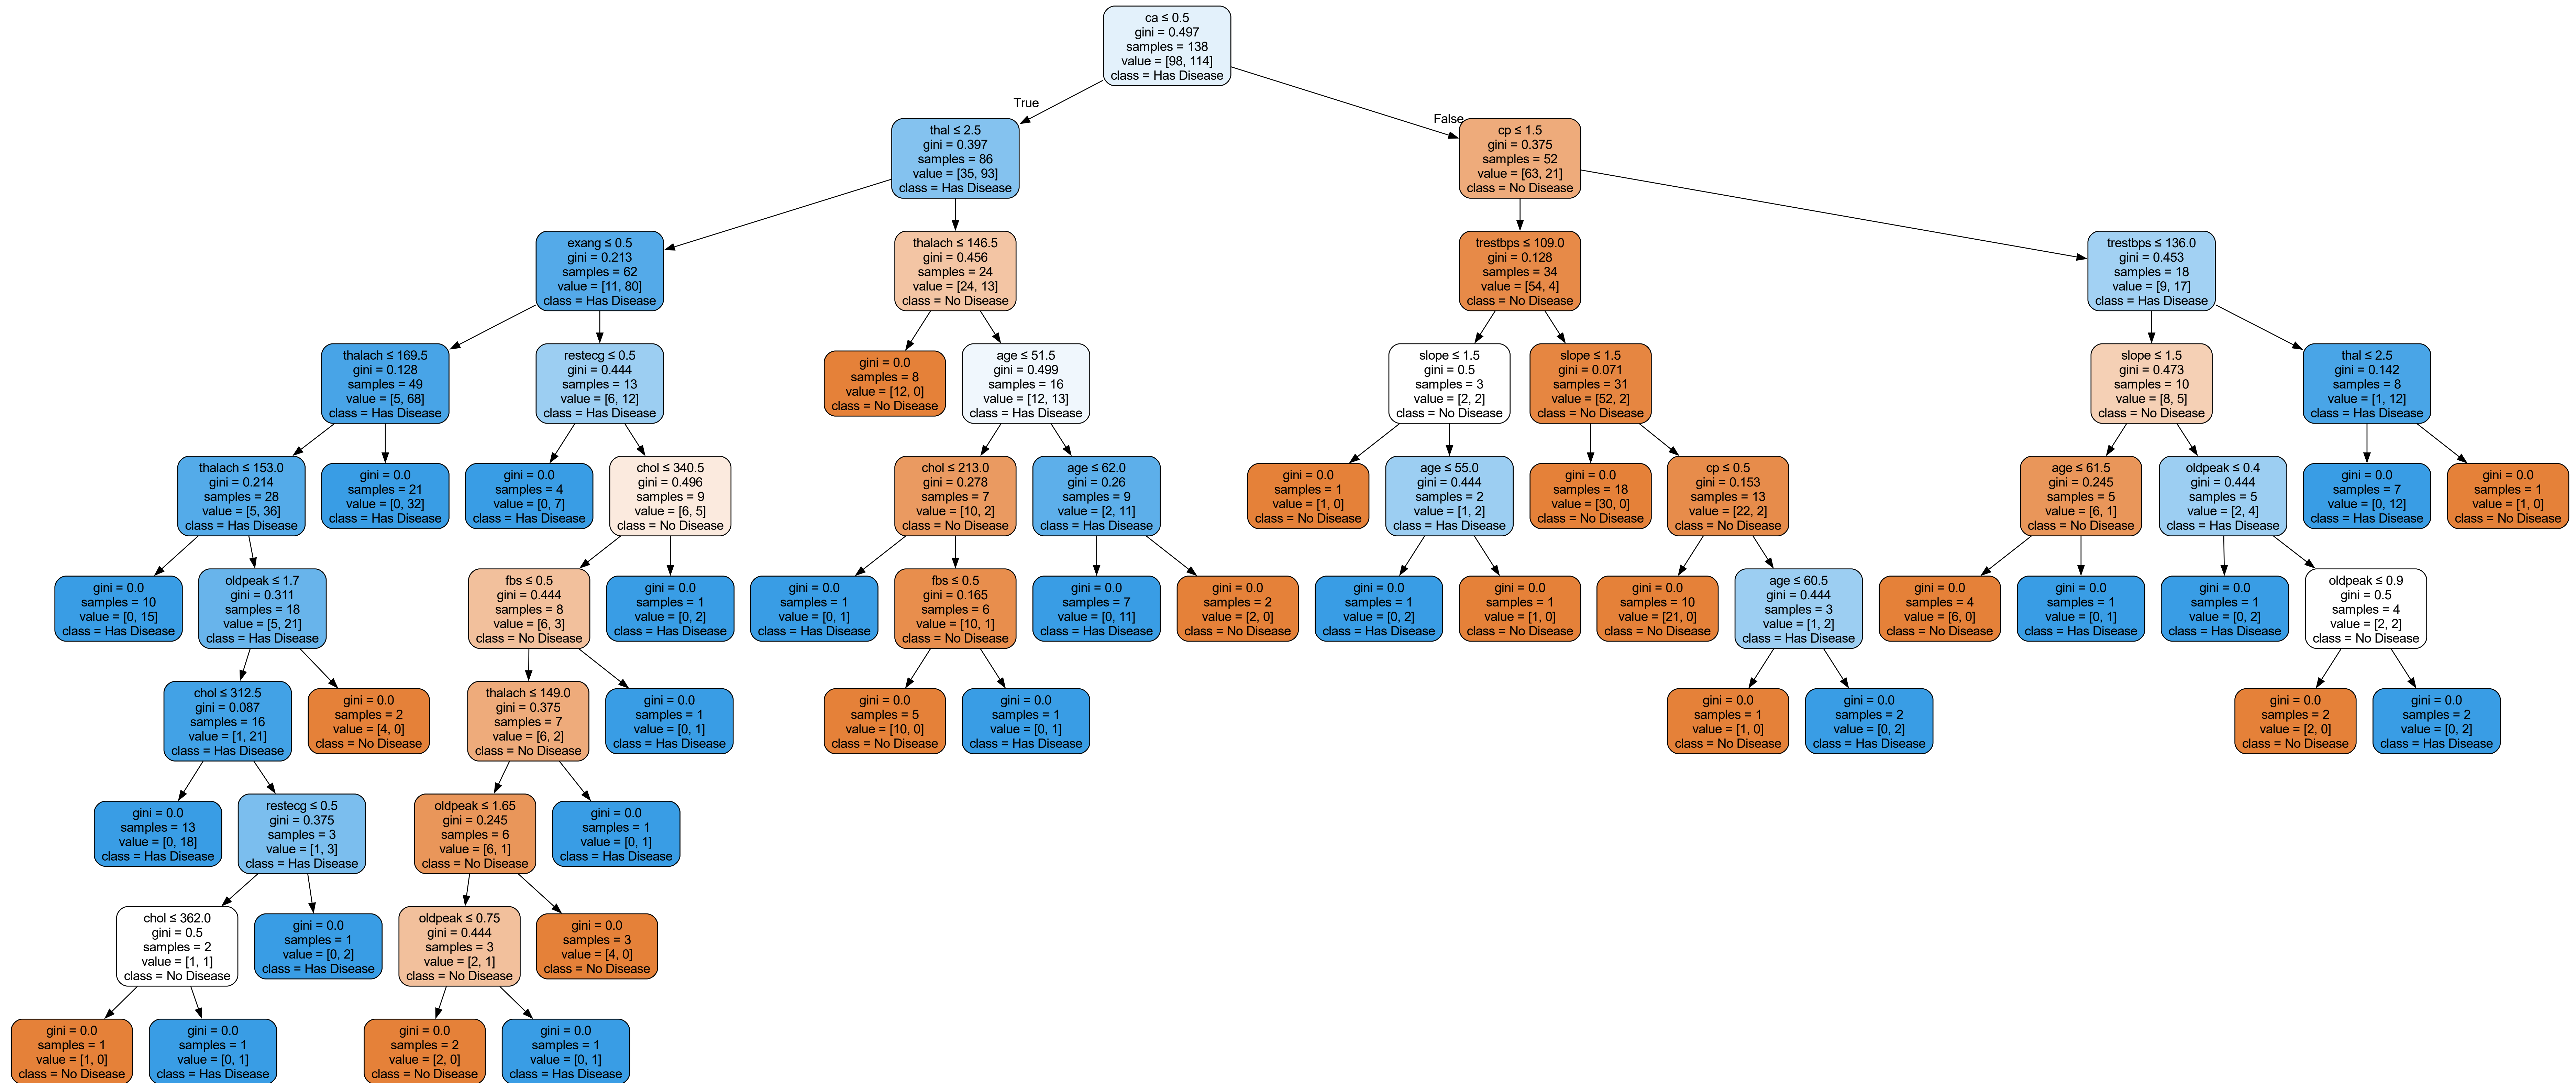 ca ≤ 0.5
gini = 0.497
samples = 138
value = [98, 114]
class = Has Disease
True
False
thal ≤ 2.5
gini = 0.397
samples = 86
value = [35, 93]
class = Has Disease
cp ≤ 1.5
gini = 0.375
samples = 52
value = [63, 21]
class = No Disease
exang ≤ 0.5
gini = 0.213
samples = 62
value = [11, 80]
class = Has Disease
thalach ≤ 146.5
gini = 0.456
samples = 24
value = [24, 13]
class = No Disease
trestbps ≤ 109.0
gini = 0.128
samples = 34
value = [54, 4]
class = No Disease
trestbps ≤ 136.0
gini = 0.453
samples = 18
value = [9, 17]
class = Has Disease
thalach ≤ 169.5
gini = 0.128
samples = 49
value = [5, 68]
class = Has Disease
restecg ≤ 0.5
gini = 0.444
samples = 13
value = [6, 12]
class = Has Disease
gini = 0.0
samples = 8
value = [12, 0]
class = No Disease
age ≤ 51.5
gini = 0.499
samples = 16
value = [12, 13]
class = Has Disease
slope ≤ 1.5
gini = 0.5
samples = 3
value = [2, 2]
class = No Disease
slope ≤ 1.5
gini = 0.071
samples = 31
value = [52, 2]
class = No Disease
slope ≤ 1.5
gini = 0.473
samples = 10
value = [8, 5]
class = No Disease
thal ≤ 2.5
gini = 0.142
samples = 8
value = [1, 12]
class = Has Disease
thalach ≤ 153.0
gini = 0.214
samples = 28
value = [5, 36]
class = Has Disease
gini = 0.0
samples = 21
value = [0, 32]
class = Has Disease
gini = 0.0
samples = 4
value = [0, 7]
class = Has Disease
chol ≤ 340.5
gini = 0.496
samples = 9
value = [6, 5]
class = No Disease
chol ≤ 213.0
gini = 0.278
samples = 7
value = [10, 2]
class = No Disease
age ≤ 62.0
gini = 0.26
samples = 9
value = [2, 11]
class = Has Disease
gini = 0.0
samples = 1
value = [1, 0]
class = No Disease
age ≤ 55.0
gini = 0.444
samples = 2
value = [1, 2]
class = Has Disease
gini = 0.0
samples = 18
value = [30, 0]
class = No Disease
cp ≤ 0.5
gini = 0.153
samples = 13
value = [22, 2]
class = No Disease
age ≤ 61.5
gini = 0.245
samples = 5
value = [6, 1]
class = No Disease
oldpeak ≤ 0.4
gini = 0.444
samples = 5
value = [2, 4]
class = Has Disease
gini = 0.0
samples = 7
value = [0, 12]
class = Has Disease
gini = 0.0
samples = 1
value = [1, 0]
class = No Disease
gini = 0.0
samples = 10
value = [0, 15]
class = Has Disease
oldpeak ≤ 1.7
gini = 0.311
samples = 18
value = [5, 21]
class = Has Disease
fbs ≤ 0.5
gini = 0.444
samples = 8
value = [6, 3]
class = No Disease
gini = 0.0
samples = 1
value = [0, 2]
class = Has Disease
gini = 0.0
samples = 1
value = [0, 1]
class = Has Disease
fbs ≤ 0.5
gini = 0.165
samples = 6
value = [10, 1]
class = No Disease
gini = 0.0
samples = 7
value = [0, 11]
class = Has Disease
gini = 0.0
samples = 2
value = [2, 0]
class = No Disease
gini = 0.0
samples = 1
value = [0, 2]
class = Has Disease
gini = 0.0
samples = 1
value = [1, 0]
class = No Disease
gini = 0.0
samples = 10
value = [21, 0]
class = No Disease
age ≤ 60.5
gini = 0.444
samples = 3
value = [1, 2]
class = Has Disease
gini = 0.0
samples = 4
value = [6, 0]
class = No Disease
gini = 0.0
samples = 1
value = [0, 1]
class = Has Disease
gini = 0.0
samples = 1
value = [0, 2]
class = Has Disease
oldpeak ≤ 0.9
gini = 0.5
samples = 4
value = [2, 2]
class = No Disease
chol ≤ 312.5
gini = 0.087
samples = 16
value = [1, 21]
class = Has Disease
gini = 0.0
samples = 2
value = [4, 0]
class = No Disease
thalach ≤ 149.0
gini = 0.375
samples = 7
value = [6, 2]
class = No Disease
gini = 0.0
samples = 1
value = [0, 1]
class = Has Disease
gini = 0.0
samples = 5
value = [10, 0]
class = No Disease
gini = 0.0
samples = 1
value = [0, 1]
class = Has Disease
gini = 0.0
samples = 1
value = [1, 0]
class = No Disease
gini = 0.0
samples = 2
value = [0, 2]
class = Has Disease
gini = 0.0
samples = 2
value = [2, 0]
class = No Disease
gini = 0.0
samples = 2
value = [0, 2]
class = Has Disease
gini = 0.0
samples = 13
value = [0, 18]
class = Has Disease
restecg ≤ 0.5
gini = 0.375
samples = 3
value = [1, 3]
class = Has Disease
oldpeak ≤ 1.65
gini = 0.245
samples = 6
value = [6, 1]
class = No Disease
gini = 0.0
samples = 1
value = [0, 1]
class = Has Disease
chol ≤ 362.0
gini = 0.5
samples = 2
value = [1, 1]
class = No Disease
gini = 0.0
samples = 1
value = [0, 2]
class = Has Disease
oldpeak ≤ 0.75
gini = 0.444
samples = 3
value = [2, 1]
class = No Disease
gini = 0.0
samples = 3
value = [4, 0]
class = No Disease
gini = 0.0
samples = 1
value = [1, 0]
class = No Disease
gini = 0.0
samples = 1
value = [0, 1]
class = Has Disease
gini = 0.0
samples = 2
value = [2, 0]
class = No Disease
gini = 0.0
samples = 1
value = [0, 1]
class = Has Disease